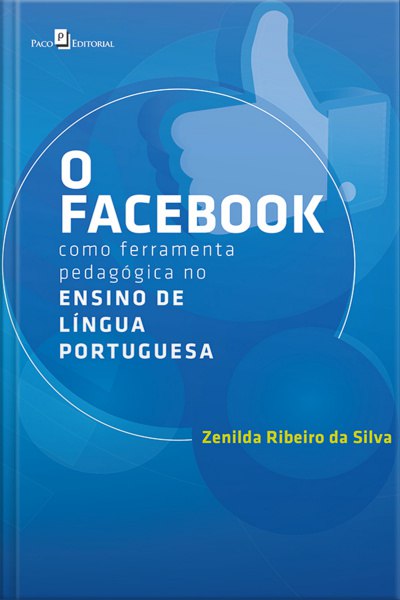 PACO EDITORIAL
O
FACEBOOK
como ferramenta
pedagógica no
ENSINO DE
LÍNGUA
PORTUGUESA
Zenilda Ribeiro da Silva